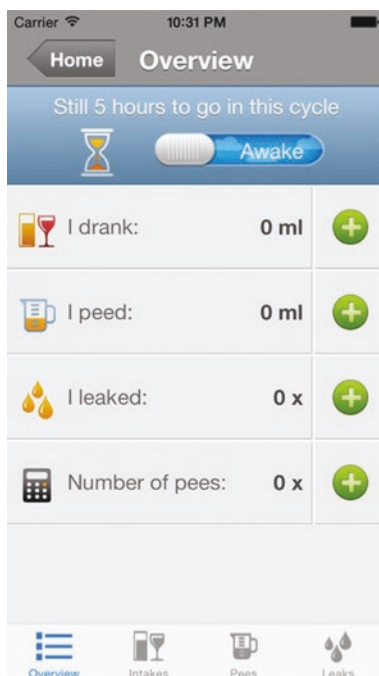 Carrier 10:31 PM
Home Overview
Still 5 hours to go in this cycle
Awake
I drank: 0 ml
I peed: 0 ml
I leaked: 0 x
Number of pees: 0 x
Overview Intakes Pees Leaks